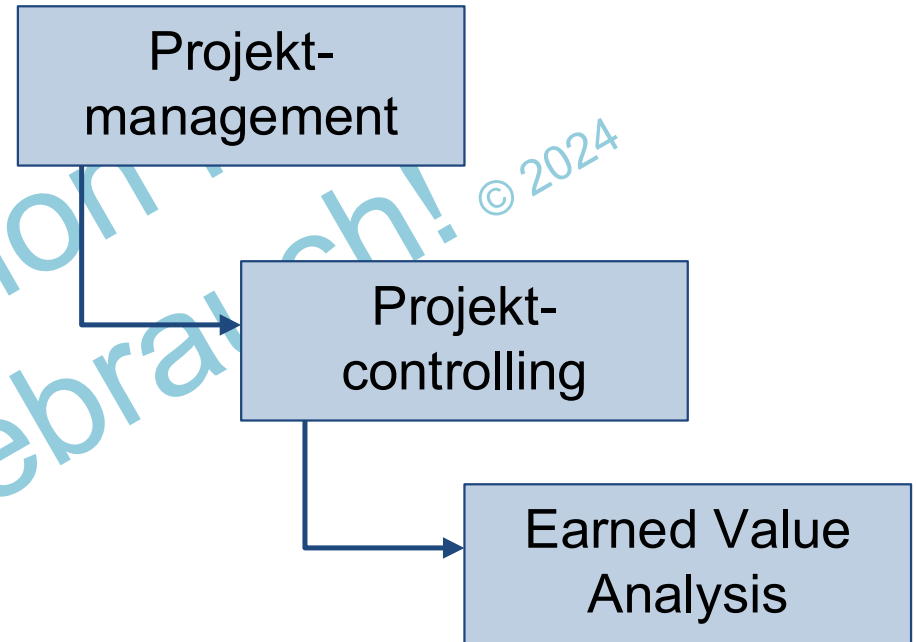 Projekt-
management
© 2024
Projekt-
controlling
Earned Value
Analysis